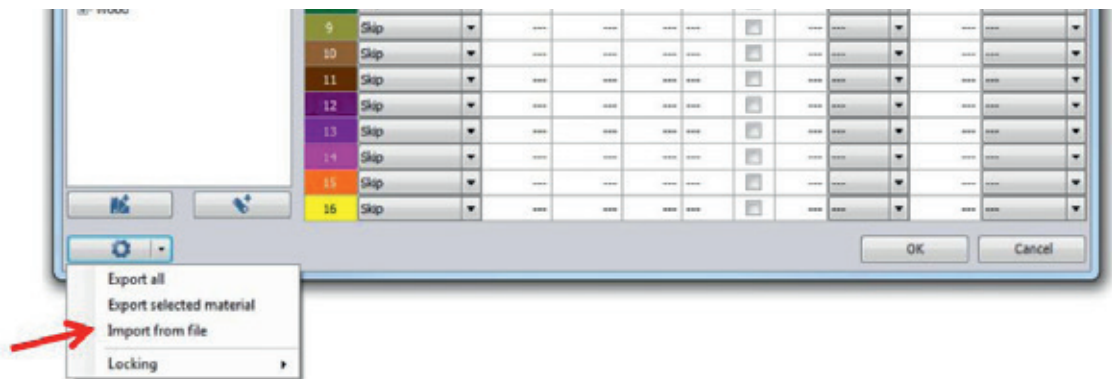 Wood
9 Skip --- --- --- --- --- --- --- ---
10 Skip --- --- --- --- --- --- --- ---
11 Skip --- --- --- --- --- --- --- ---
12 Skip --- --- --- --- --- --- --- ---
13 Skip --- --- --- --- --- --- --- ---
14 Skip --- --- --- --- --- --- --- ---
15 Skip --- --- --- --- --- --- --- ---
16 Skip --- --- --- --- --- --- --- ---
OK Cancel
Export all
Export selected material
Import from file
Locking